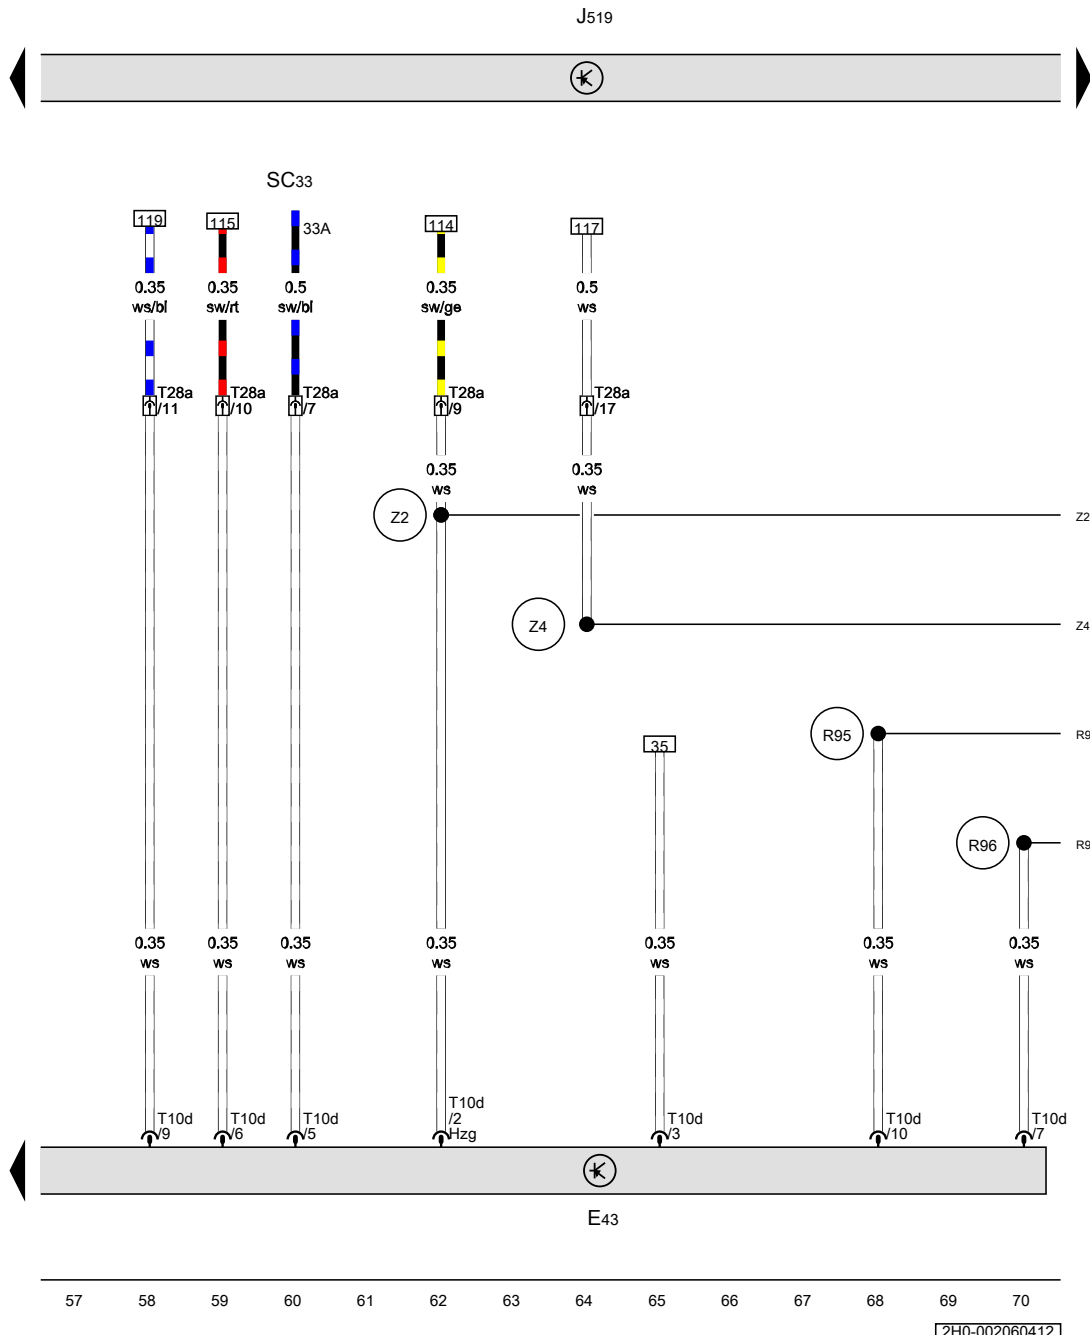 J519
SC33
119
115
33A
114
117
0.35
0.35
0.5
0.35
0.5
ws/bl
sw/rt
sw/bl
sw/ge
ws
T28a
T28a
T28a
T28a
T28a
/11
/10
/7
/9
/17
0.35
0.35
ws
ws
Z2
Z2
Z4
Z4
R95
R9
35
R96
R9
0.35
0.35
0.35
0.35
0.35
0.35
0.35
ws
ws
ws
ws
ws
ws
ws
T10d
/9
T10d
/6
T10d
/5
T10d
/2
Hzg
T10d
/3
T10d
/10
T10d
/7
E43
57 58 59 60 61 62 63 64 65 66 67 68 69 70
2H0-002060412